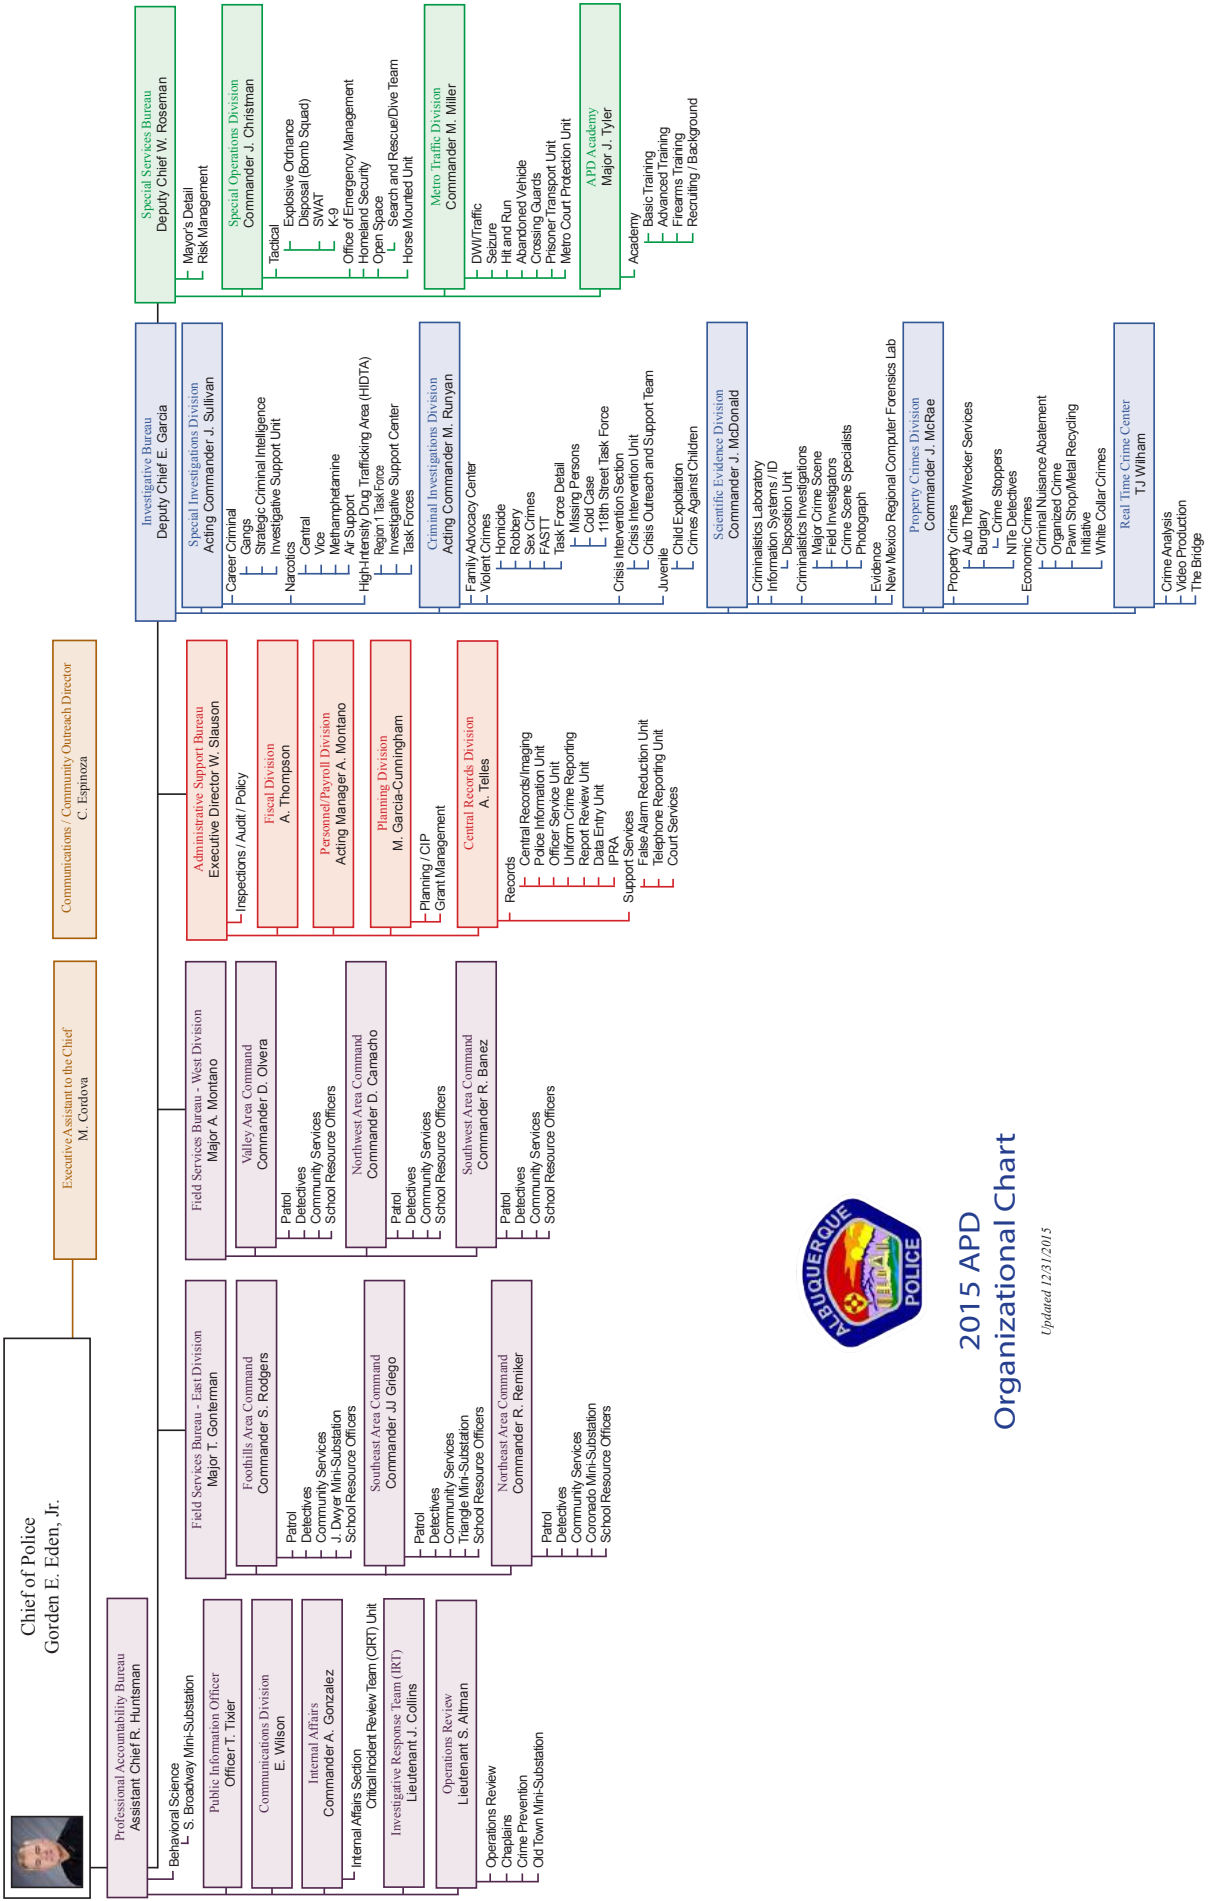 Chief of Police
Gorden E. Eden, Jr.
Executive Assistant to the Chief
M. Cordova
Communications / Community Outreach Director
C. Espinoza
Professional Accountability Bureau
Assistant Chief R. Huntsman
Behavioral Science
S. Broadway Mini-Substation
Public Information Officer
Officer T. Tixier
Communications Division
E. Wilson
Internal Affairs
Commander A. Gonzalez
Internal Affairs Section
Critical Incident Review Team (CIRT) Unit
Investigative Response Team (IRT)
Lieutenant J. Collins
Operations Review
Lieutenant S. Altman
Operations Review
Chaplains
Crime Prevention
Old Town Mini-Substation
Field Services Bureau - East Division
Major T. Gonterman
Foothills Area Command
Commander S. Rodgers
Patrol
Detectives
Community Services
J. Dwyer Mini-Substation
School Resource Officers
Southeast Area Command
Commander JJ Griego
Patrol
Detectives
Community Services
Triangle Mini-Substation
School Resource Officers
Northeast Area Command
Commander R. Remiker
Patrol
Detectives
Community Services
Coronado Mini-Substation
School Resource Officers
Field Services Bureau - West Division
Major A. Montano
Valley Area Command
Commander D. Olvera
Patrol
Detectives
Community Services
School Resource Officers
Northwest Area Command
Commander D. Camacho
Patrol
Detectives
Community Services
School Resource Officers
Southwest Area Command
Commander R. Banez
Patrol
Detectives
Community Services
School Resource Officers
Administrative Support Bureau
Executive Director W. Slauson
Inspections / Audit / Policy
Fiscal Division
A. Thompson
Personnel/Payroll Division
Acting Manager A. Montano
Planning Division
M. Garcia-Cunningham
Planning / CIP
Grant Management
Central Records Division
A. Telles
Records
Central Records/Imaging
Police Information Unit
Officer Service Unit
Uniform Crime Reporting
Report Review Unit
Data Entry Unit
IPRA
Support Services
False Alarm Reduction Unit
Telephone Reporting Unit
Court Services
Investigative Bureau
Deputy Chief E. Garcia
Special Investigations Division
Acting Commander J. Sullivan
Career Criminal
Gangs
Strategic Criminal Intelligence
Investigative Support Unit
Narcotics
Central
Vice
Methamphetamine
Air Support
High-Intensity Drug Trafficking Area (HIDTA)
Region 1 Task Force
Investigative Support Center
Task Forces
Criminal Investigations Division
Acting Commander M. Runyan
Family Advocacy Center
Violent Crimes
Homicide
Robbery
Sex Crimes
FASTT
Task Force Detail
Missing Persons
Cold Case
118th Street Task Force
Crisis Intervention Section
Crisis Intervention Unit
Crisis Outreach and Support Team
Juvenile
Child Exploitation
Crimes Against Children
Scientific Evidence Division
Commander J. McDonald
Criminalistics Laboratory
Information Systems / ID
Disposition Unit
Criminalistics Investigations
Major Crime Scene
Field Investigators
Crime Scene Specialists
Photograph
Evidence
New Mexico Regional Computer Forensics Lab
Property Crimes Division
Commander J. McRae
Property Crimes
Auto Theft/Wrecker Services
Burglary
Crime Stoppers
NITe Detectives
Economic Crimes
Criminal Nuisance Abatement
Organized Crime
Pawn Shop/Metal Recycling
Initiative
White Collar Crimes
Real Time Crime Center
TJ Wilham
Crime Analysis
Video Production
The Bridge
Special Services Bureau
Deputy Chief W. Roseman
Mayor's Detail
Risk Management
Special Operations Division
Commander J. Christman
Tactical
Explosive Ordnance
Disposal (Bomb Squad)
SWAT
K-9
Office of Emergency Management
Homeland Security
Open Space
Search and Rescue/Dive Team
Horse Mounted Unit
Metro Traffic Division
Commander M. Miller
DWI/Traffic
Seizure
Hit and Run
Abandoned Vehicle
Crossing Guards
Prisoner Transport Unit
Metro Court Protection Unit
APD Academy
Major J. Tyler
Academy
Basic Training
Advanced Training
Firearms Training
Recruiting / Background
ALBUQUERQUE
POLICE
2015 APD
Organizational Chart
Updated 12/31/2015